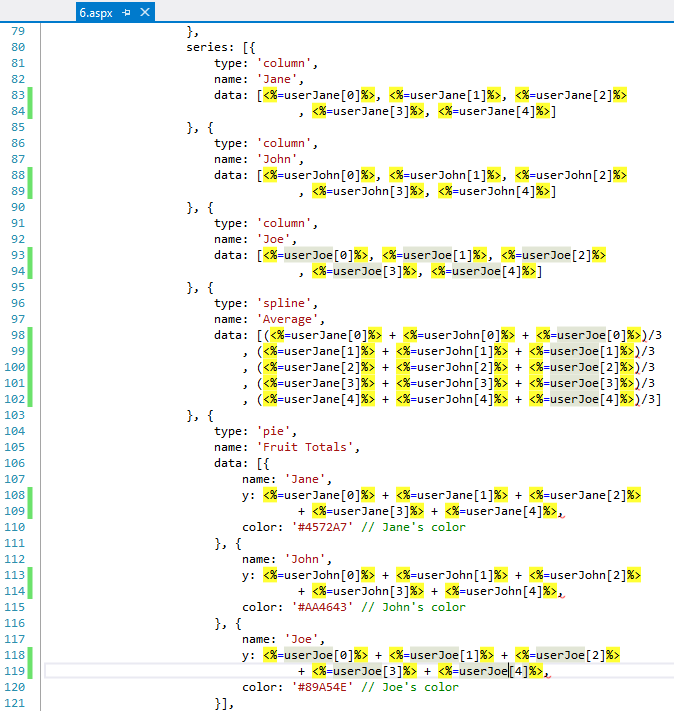 6.aspx
79 },
80 series: [{
81 type: 'column',
82 name: 'Jane',
83 data: [<%=userJane[0]%>, <%=userJane[1]%>, <%=userJane[2]%>
84 , <%=userJane[3]%>, <%=userJane[4]%>]
85 }, {
86 type: 'column',
87 name: 'John',
88 data: [<%=userJohn[0]%>, <%=userJohn[1]%>, <%=userJohn[2]%>
89 , <%=userJohn[3]%>, <%=userJohn[4]%>]
90 }, {
91 type: 'column',
92 name: 'Joe',
93 data: [<%=userJoe[0]%>, <%=userJoe[1]%>, <%=userJoe[2]%>
94 , <%=userJoe[3]%>, <%=userJoe[4]%>]
95 }, {
96 type: 'spline',
97 name: 'Average',
98 data: [(<%=userJane[0]%> + <%=userJohn[0]%> + <%=userJoe[0]%>)/3
99 , (<%=userJane[1]%> + <%=userJohn[1]%> + <%=userJoe[1]%>)/3
100 , (<%=userJane[2]%> + <%=userJohn[2]%> + <%=userJoe[2]%>)/3
101 , (<%=userJane[3]%> + <%=userJohn[3]%> + <%=userJoe[3]%>)/3
102 , (<%=userJane[4]%> + <%=userJohn[4]%> + <%=userJoe[4]%>)/3]
103 }, {
104 type: 'pie',
105 name: 'Fruit Totals',
106 data: [{
107 name: 'Jane',
108 y: <%=userJane[0]%> + <%=userJane[1]%> + <%=userJane[2]%>
109 + <%=userJane[3]%> + <%=userJane[4]%>,
110 color: '#4572A7' // Jane's color
111 }, {
112 name: 'John',
113 y: <%=userJohn[0]%> + <%=userJohn[1]%> + <%=userJohn[2]%>
114 + <%=userJohn[3]%> + <%=userJohn[4]%>,
115 color: '#AA4643' // John's color
116 }, {
117 name: 'Joe',
118 y: <%=userJoe[0]%> + <%=userJoe[1]%> + <%=userJoe[2]%>
119 + <%=userJoe[3]%> + <%=userJoe[4]%>,
120 color: '#89A54E' // Joe's color
121 }],